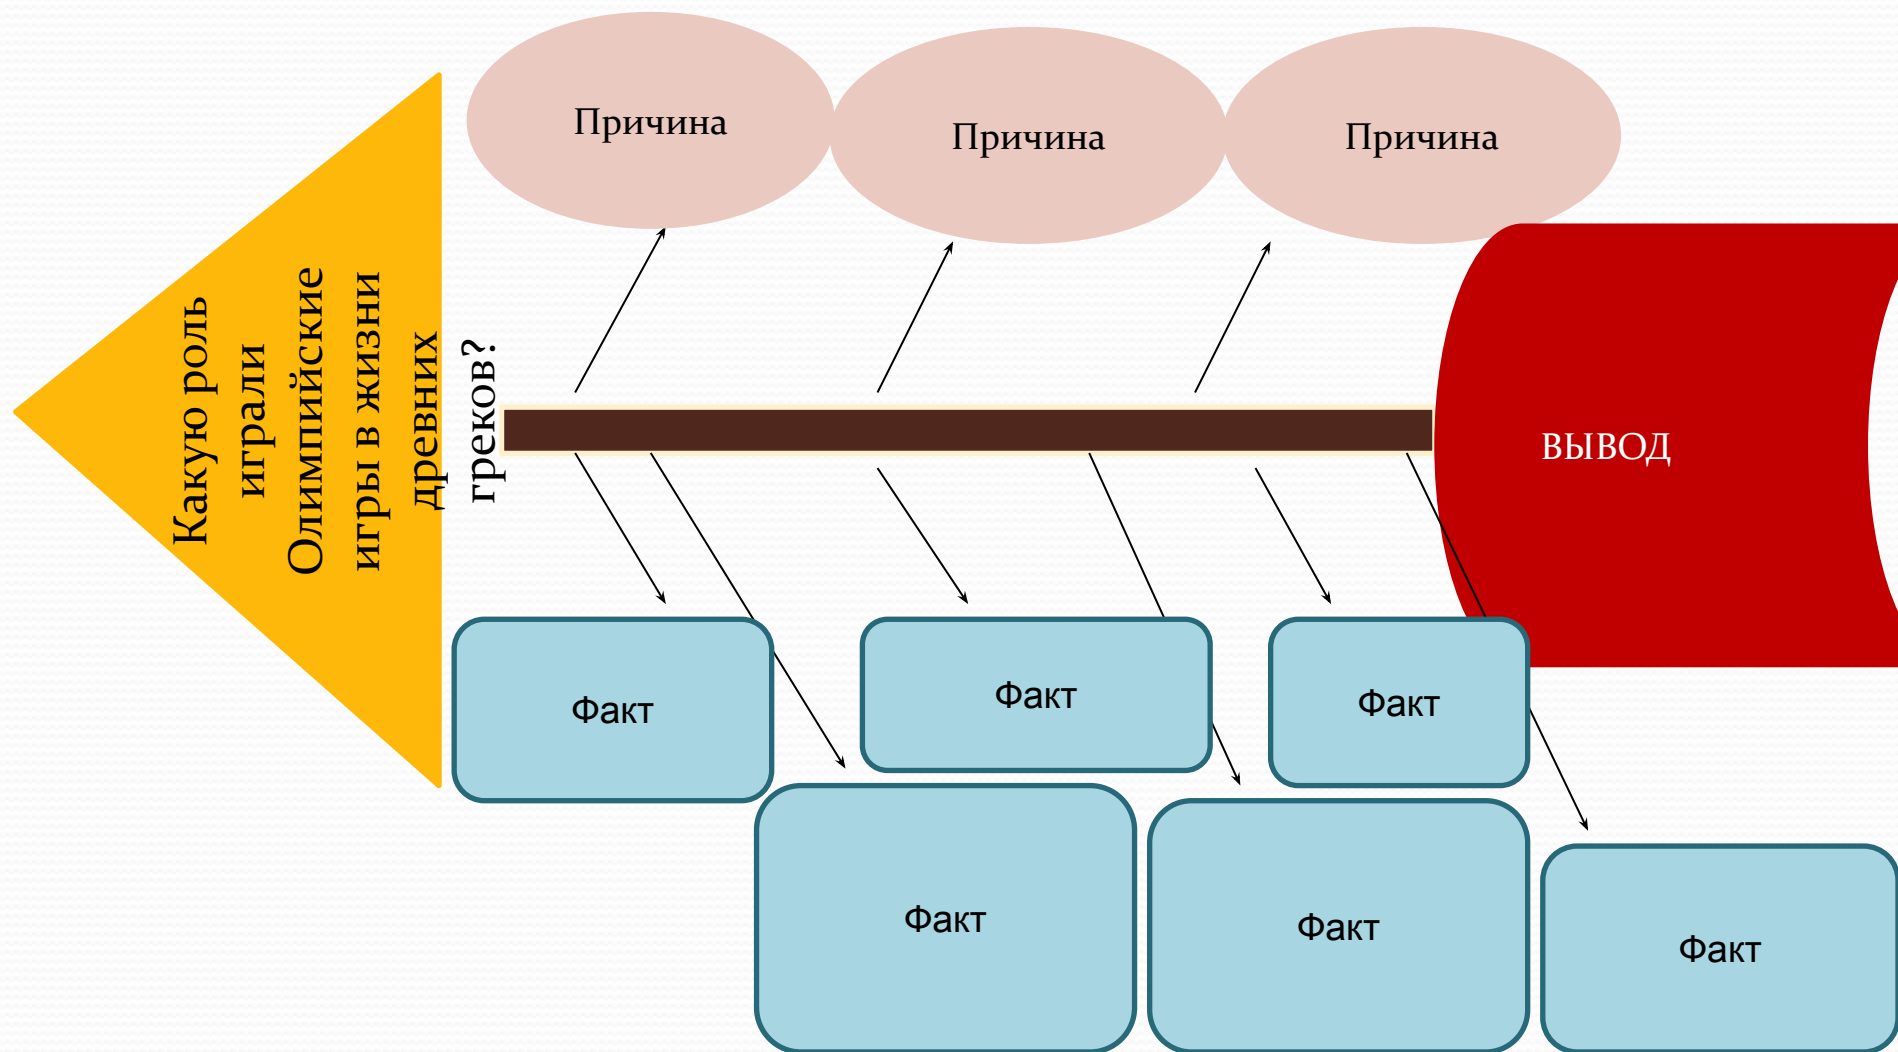 Какую роль
играли
Олимпийские
игры в жизни
древних
греков?
Причина
Причина
Причина
ВЫВОД
Факт
Факт
Факт
Факт
Факт
Факт